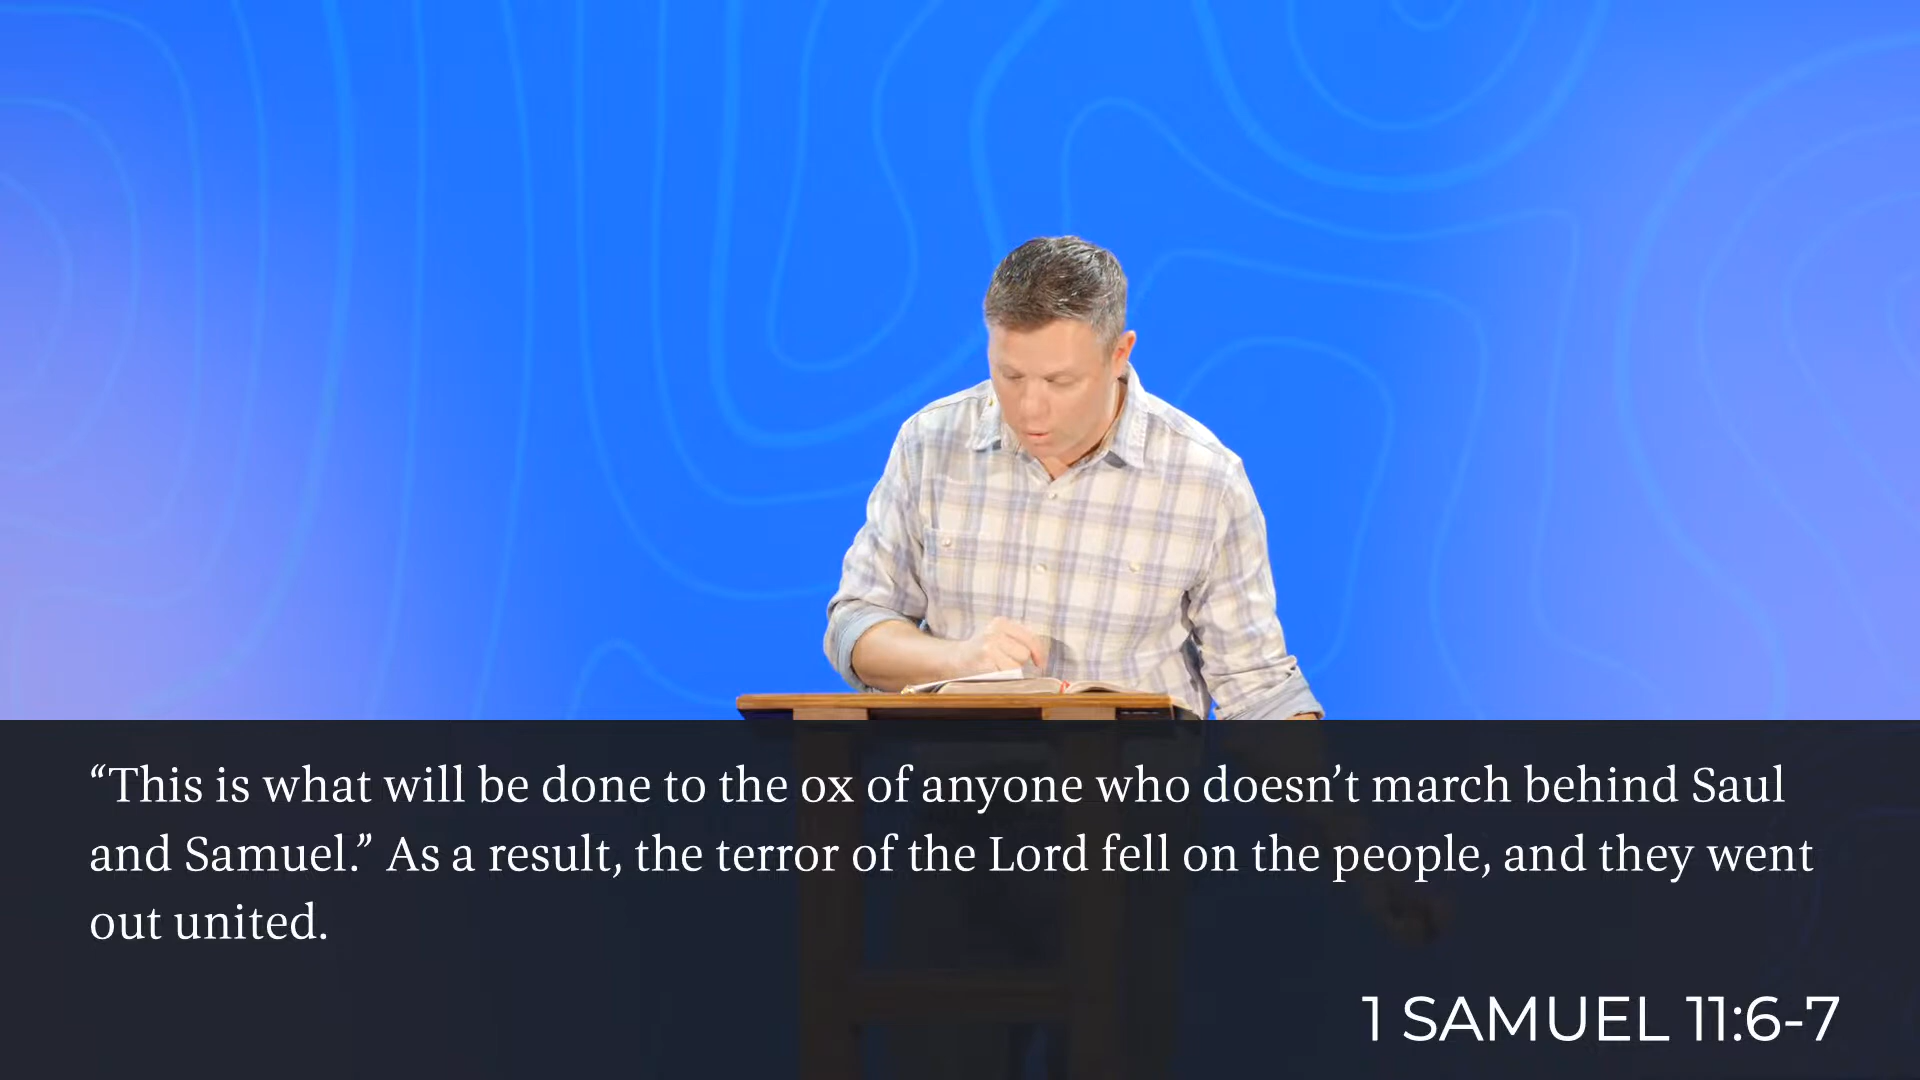 “This is what will be done to the ox of anyone who doesn’t march behind Saul
and Samuel.” As a result, the terror of the Lord fell on the people, and they went
out united.
1 SAMUEL 11:6-7